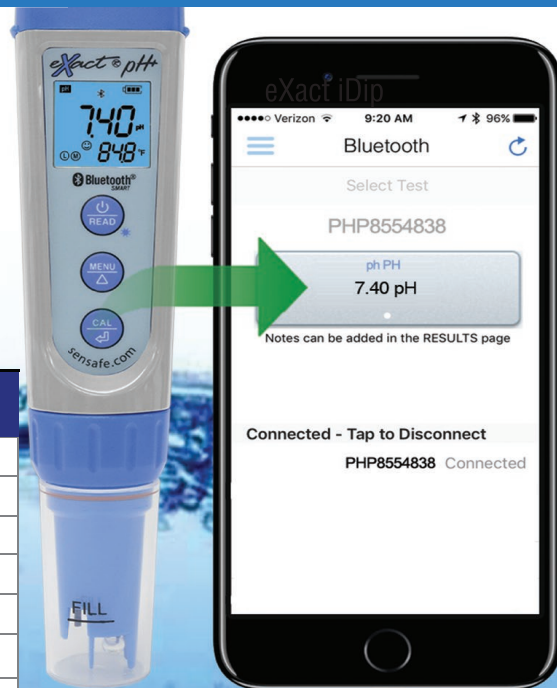 eXact® pH+
pH
7.40 pH
L M 84.8 °F
Bluetooth®
SMART
READ
MENU
CAL
sensafe.com
FILL
eXact iDip
Verizon 9:20 AM 96%
Bluetooth
Select Test
PHP8554838
ph PH
7.40 pH
Notes can be added in the RESULTS page
Connected - Tap to Disconnect
PHP8554838 Connected